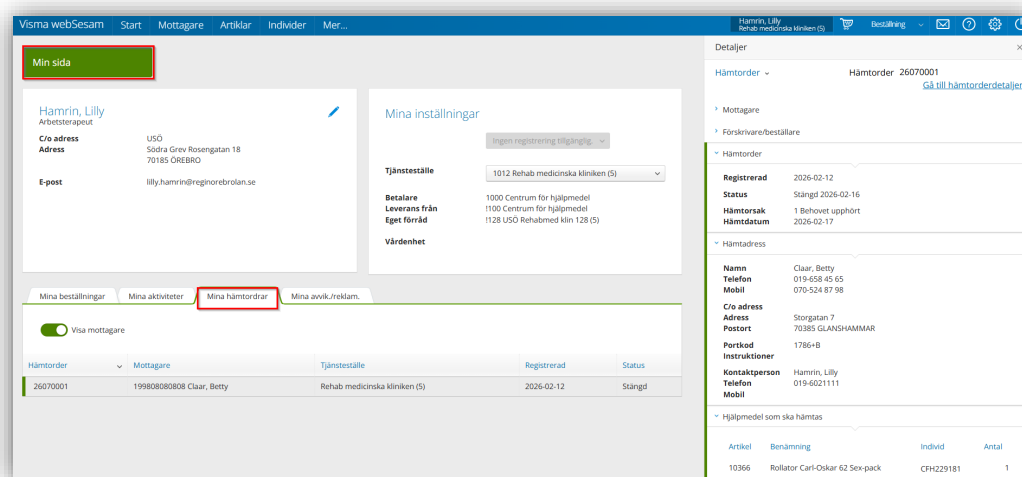 Visma webSesam Start Mottagare Artiklar Individer Mer...
Hamrin, Lilly
Rehab medicinska kliniken (5)
Beställning
Min sida
Hamrin, Lilly
Arbetsterapeut
C/o adress USÖ
Adress Södra Grev Rosengatan 18
70185 ÖREBRO
E-post lilly.hamrin@reginorebrolan.se
Mina inställningar
Ingen registrering tillgänglig.
Tjänsteställe 1012 Rehab medicinska kliniken (5)
Betalare 1000 Centrum för hjälpmedel
Leverans från !100 Centrum för hjälpmedel
Eget förråd !128 USÖ Rehabmed klin 128 (5)
Vårdenhet
Mina beställningar Mina aktiviteter Mina hämtordrar Mina avvik./reklam.
Visa mottagare
Hämtorder Mottagare Tjänsteställe Registrerad Status
26070001 199808080808 Claar, Betty Rehab medicinska kliniken (5) 2026-02-12 Stängd
Detaljer
Hämtorder Hämtorder 26070001
Gå till hämtorderdetaljer
Mottagare
Förskrivare/beställare
Hämtorder
Registrerad 2026-02-12
Status Stängd 2026-02-16
Hämtorsak 1 Behovet upphört
Hämtdatum 2026-02-17
Hämtadress
Namn Claar, Betty
Telefon 019-658 45 65
Mobil 070-524 87 98
C/o adress
Adress Storgatan 7
Postort 70385 GLANSHAMMAR
Portkod 1786+B
Instruktioner
Kontaktperson Hamrin, Lilly
Telefon 019-6021111
Mobil
Hjälpmedel som ska hämtas
Artikel Benämning Individ Antal
10366 Rollator Carl-Oskar 62 Sex-pack CFH229181 1